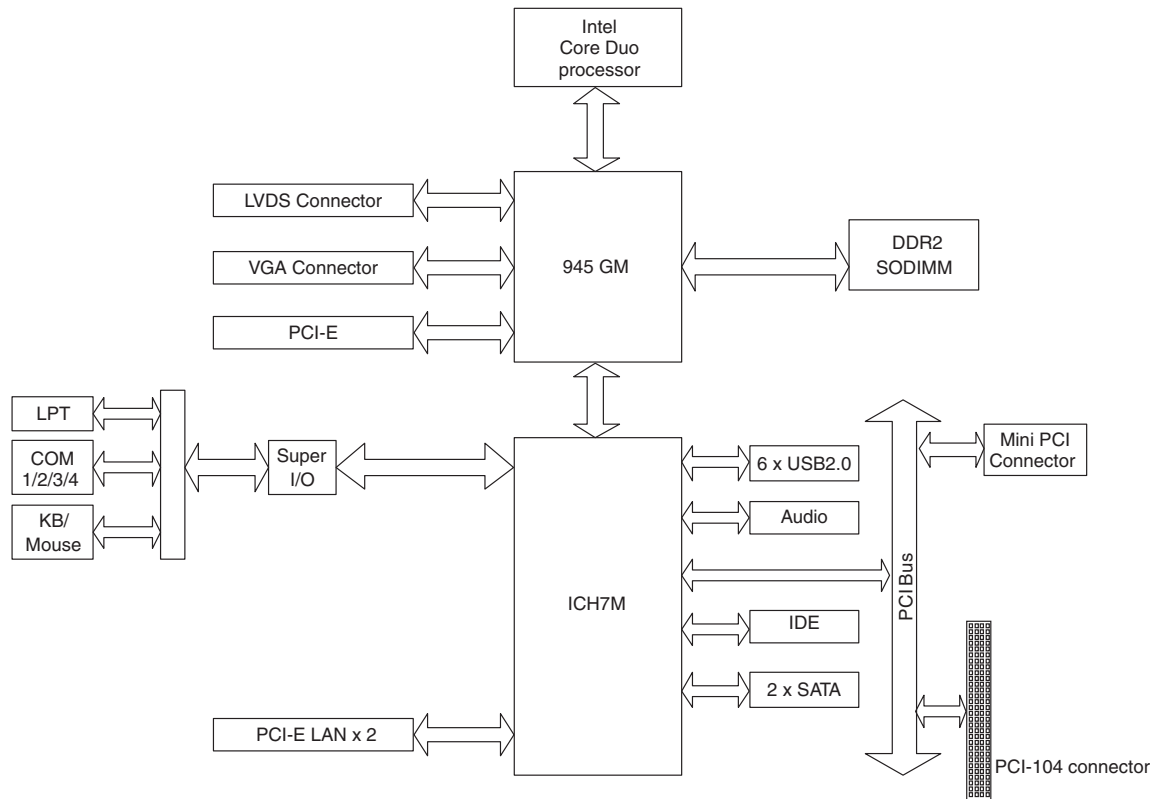 Intel
Core Duo
processor
LVDS Connector
VGA Connector
PCI-E
945 GM
DDR2
SODIMM
LPT
COM
1/2/3/4
KB/
Mouse
Super
I/O
ICH7M
6 x USB2.0
Audio
IDE
2 x SATA
PCI Bus
Mini PCI
Connector
PCI-E LAN x 2
PCI-104 connector